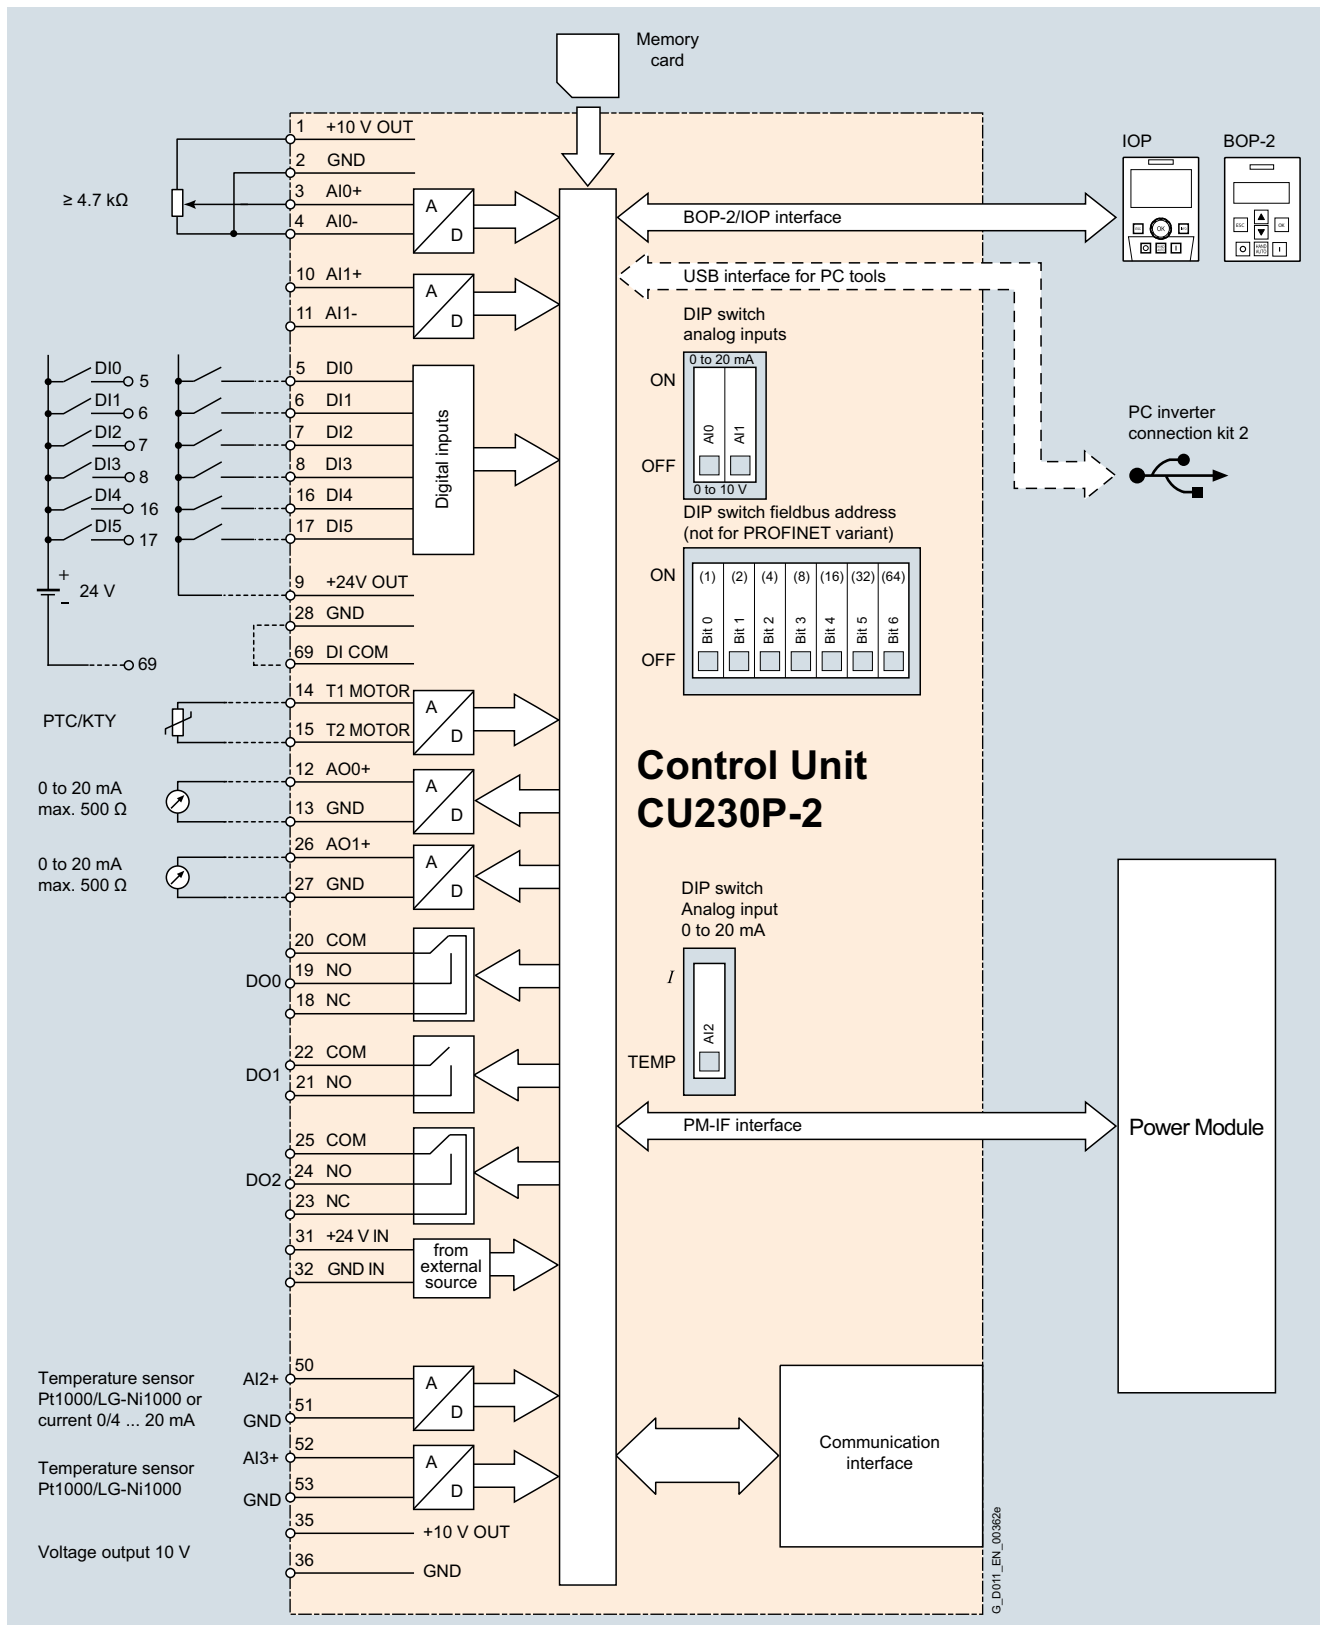 Memory
card
1 +10 V OUT
2 GND
3 AI0+
4 AI0-
≥ 4.7 kΩ
A
D
10 AI1+
11 AI1-
A
D
BOP-2/IOP interface
IOP
BOP-2
OK
ESC
OK
HAND
AUTO
USB interface for PC tools
PC inverter
connection kit 2
DIP switch
analog inputs
0 to 20 mA
ON
AI0
AI1
OFF
0 to 10 V
DIP switch fieldbus address
(not for PROFINET variant)
ON
(1) (2) (4) (8) (16) (32) (64)
Bit 0
Bit 1
Bit 2
Bit 3
Bit 4
Bit 5
Bit 6
OFF
DI0 5
DI1 6
DI2 7
DI3 8
DI4 16
DI5 17
+
24 V
-
69
5 DI0
6 DI1
7 DI2
8 DI3
16 DI4
17 DI5
Digital inputs
9 +24V OUT
28 GND
69 DI COM
14 T1 MOTOR
15 T2 MOTOR
PTC/KTY
A
D
12 AO0+
13 GND
0 to 20 mA
max. 500 Ω
A
D
26 AO1+
27 GND
0 to 20 mA
max. 500 Ω
A
D
Control Unit
CU230P-2
DIP switch
Analog input
0 to 20 mA
I
AI2
TEMP
20 COM
19 NO
18 NC
DO0
22 COM
21 NO
DO1
25 COM
24 NO
23 NC
DO2
PM-IF interface
Power Module
31 +24 V IN
32 GND IN
from
external
source
Temperature sensor
Pt1000/LG-Ni1000 or
current 0/4 ... 20 mA
AI2+ 50
GND 51
A
D
Temperature sensor
Pt1000/LG-Ni1000
AI3+ 52
GND 53
A
D
Voltage output 10 V
35 +10 V OUT
36 GND
Communication
interface
G_D011_EN_00362e